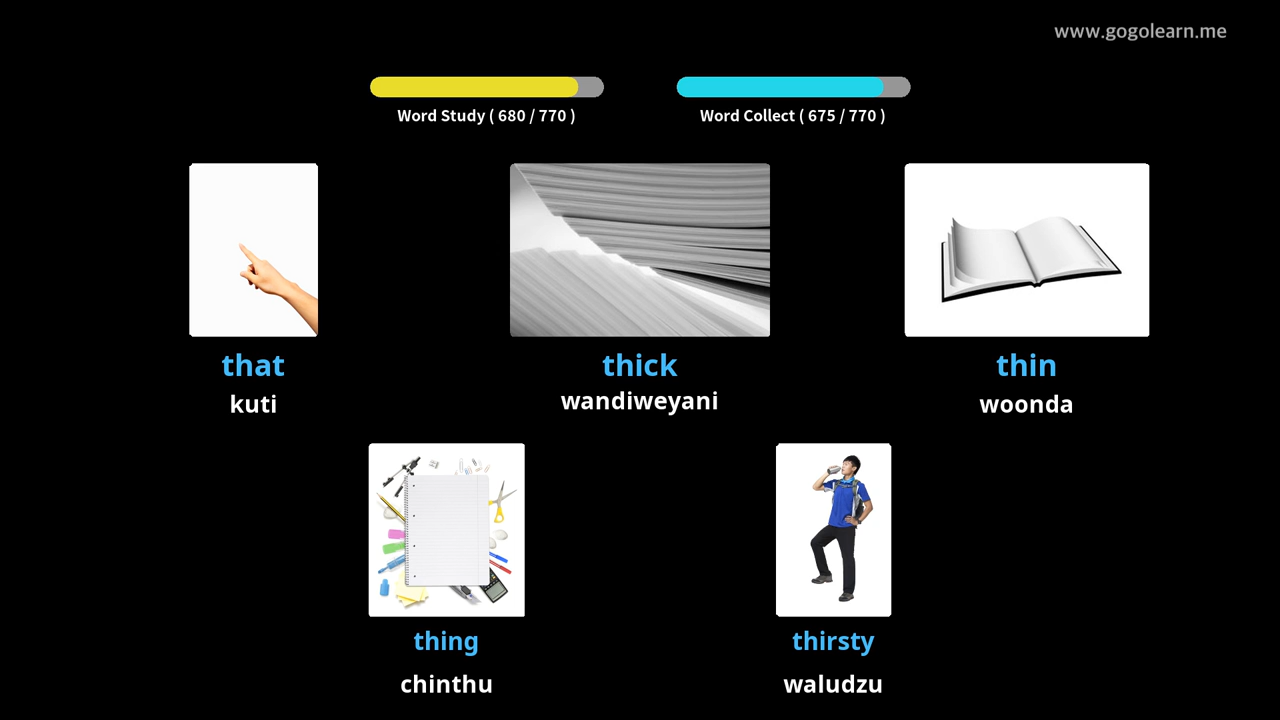 www.gogolearn.me
Word Study ( 680 / 770 )
Word Collect ( 675 / 770 )
that
kuti
thick
wandiweyani
thin
woonda
thing
chinthu
thirsty
waludzu